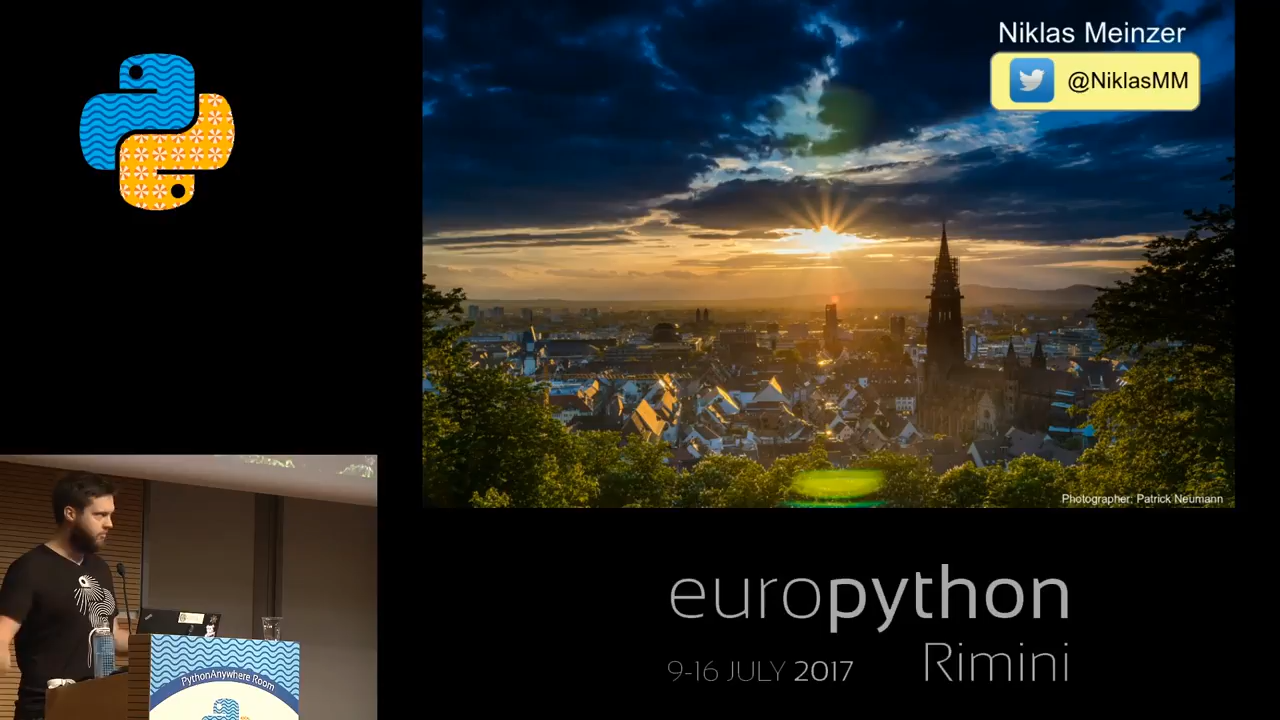 Niklas Meinzer
@NiklasMM
Photographer: Patrick Neumann
europython
9-16 JULY 2017
Rimini
PythonAnywhere Room